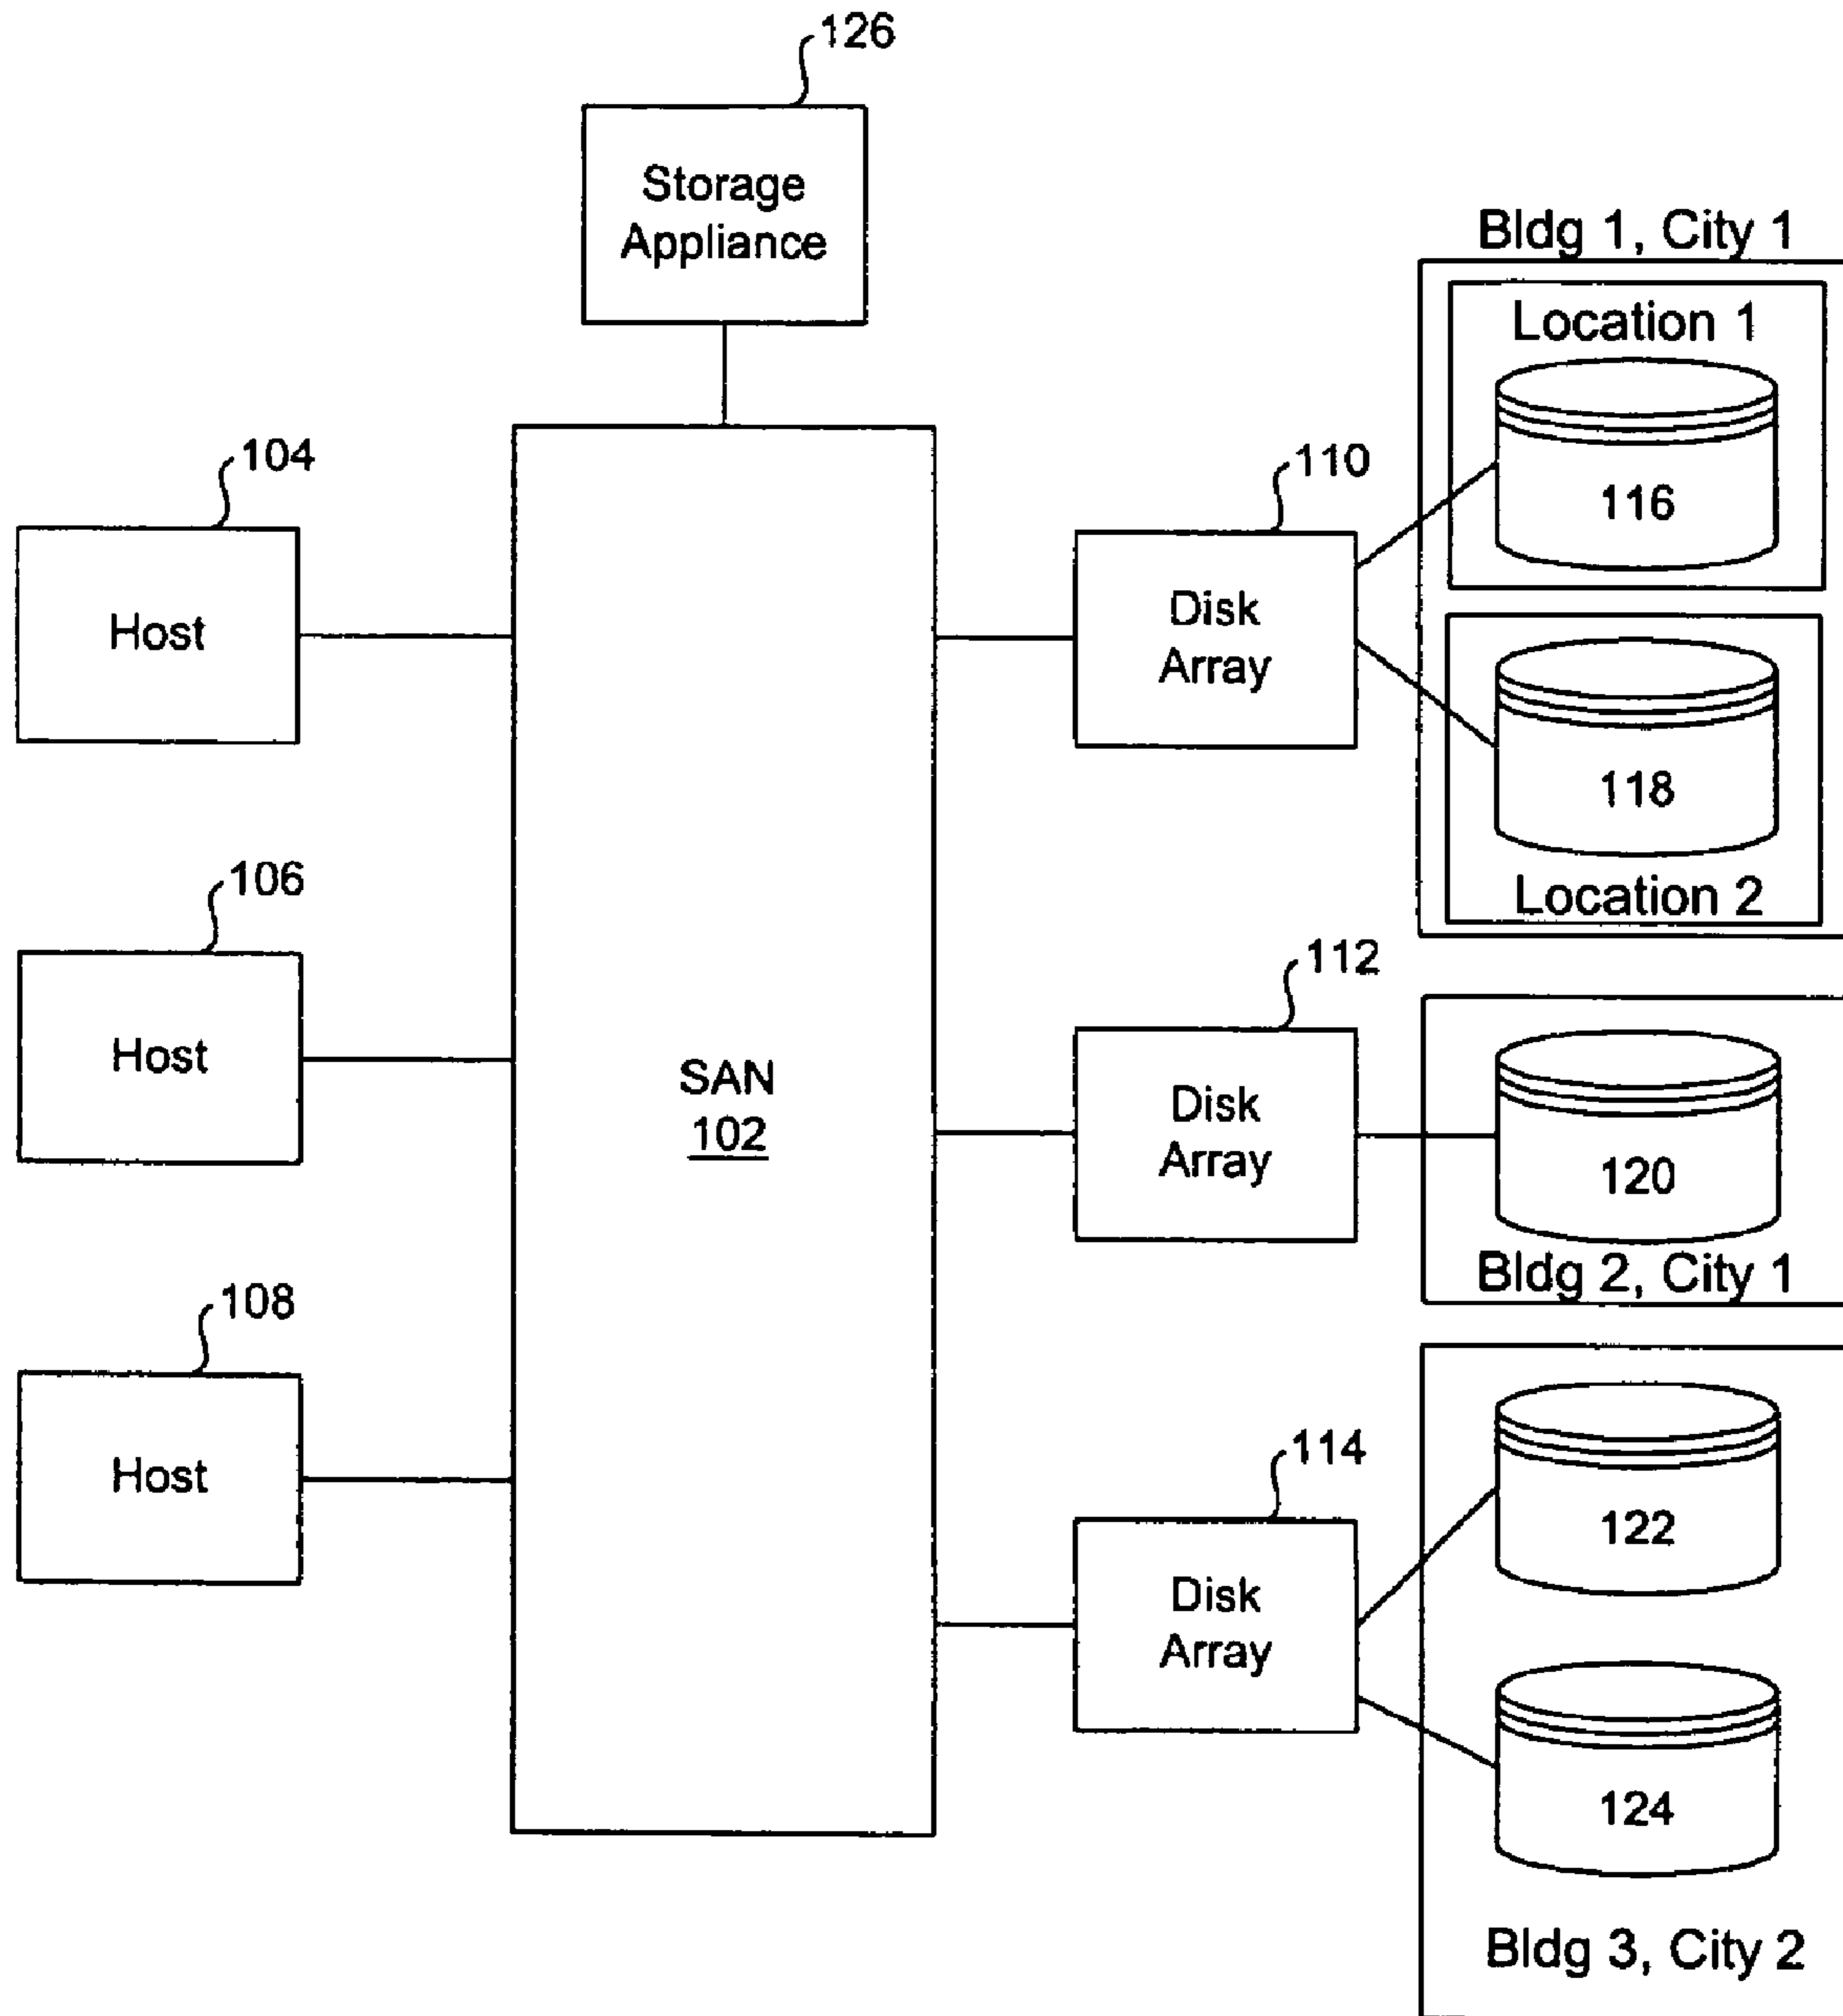 126
Storage
Appliance
Bldg 1, City 1
Location 1
116
104
110
Host
Disk
Array
118
Location 2
106
112
Host
SAN
102
Disk
Array
120
Bldg 2, City 1
108
114
Host
122
Disk
Array
124
Bldg 3, City 2